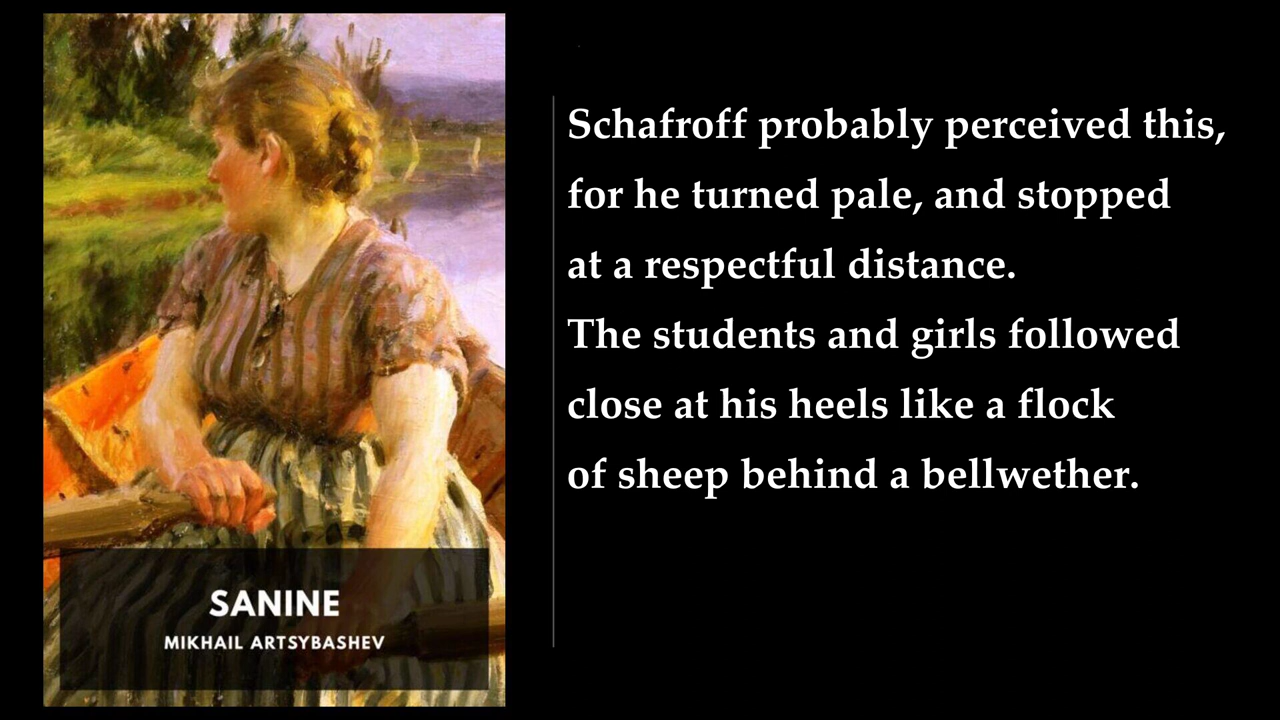 SANINE
MIKHAIL ARTSYBASHEV
Schafroff probably perceived this,
for he turned pale, and stopped
at a respectful distance.
The students and girls followed
close at his heels like a flock
of sheep behind a bellwether.